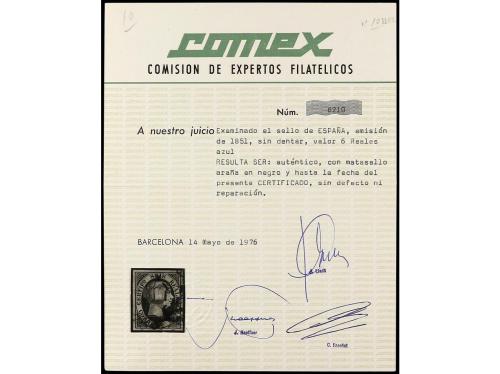 comex
COMISION DE EXPERTOS FILATELICOS
Núm. 6210
A nuestro juicio Examinado el sello de ESPAÑA, emisión
de 1851, sin dentar, valor 6 Reales
azul
RESULTA SER: auténtico, con matasello
araña en negro y hasta la fecha del
presente CERTIFICADO, sin defecto ni
reparación.
BARCELONA 14 Mayo de 1976